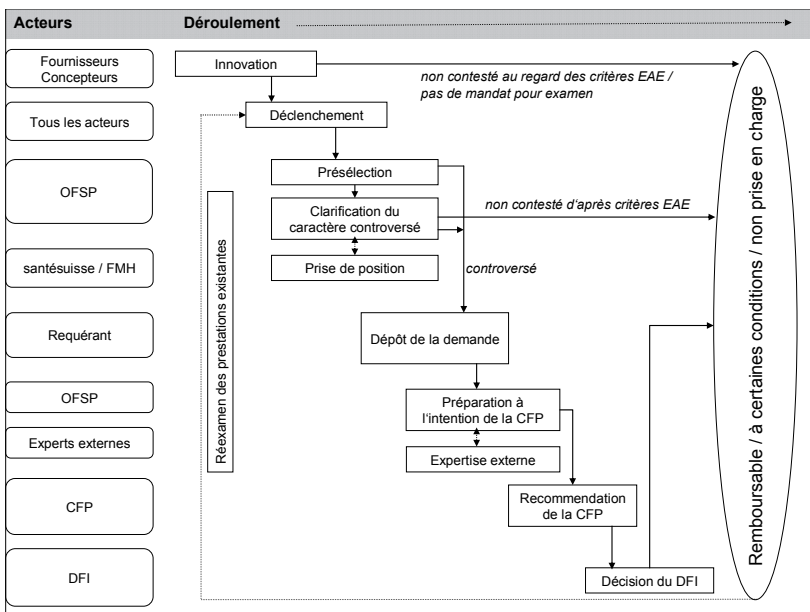 Acteurs
Déroulement
Fournisseurs
Concepteurs
Innovation
non contesté au regard des critères EAE /
pas de mandat pour examen
Tous les acteurs
Déclenchement
OFSP
Présélection
Clarification du
caractère controversé
non contesté d‘après critères EAE
santésuisse / FMH
Prise de position
controversé
Requérant
Dépôt de la demande
OFSP
Préparation à
l‘intention de la CFP
Experts externes
Expertise externe
CFP
Recommendation
de la CFP
DFI
Décision du DFI
Réexamen des prestations existantes
Remboursable / à certaines conditions / non prise en charge